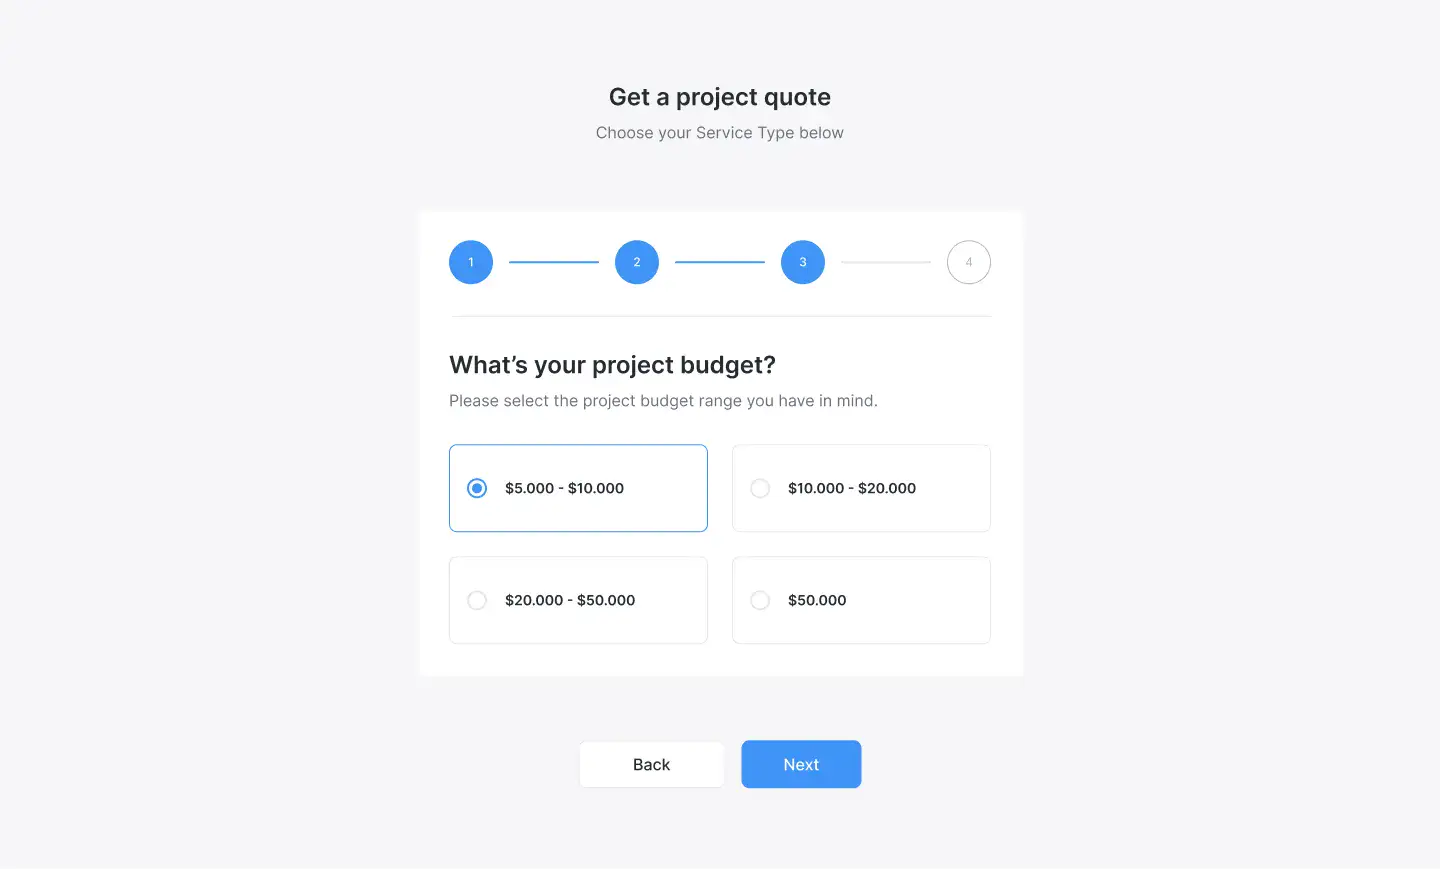 Get a project quote
Choose your Service Type below
1
2
3
4
What’s your project budget?
Please select the project budget range you have in mind.
$5.000 - $10.000
$10.000 - $20.000
$20.000 - $50.000
$50.000
Back
Next